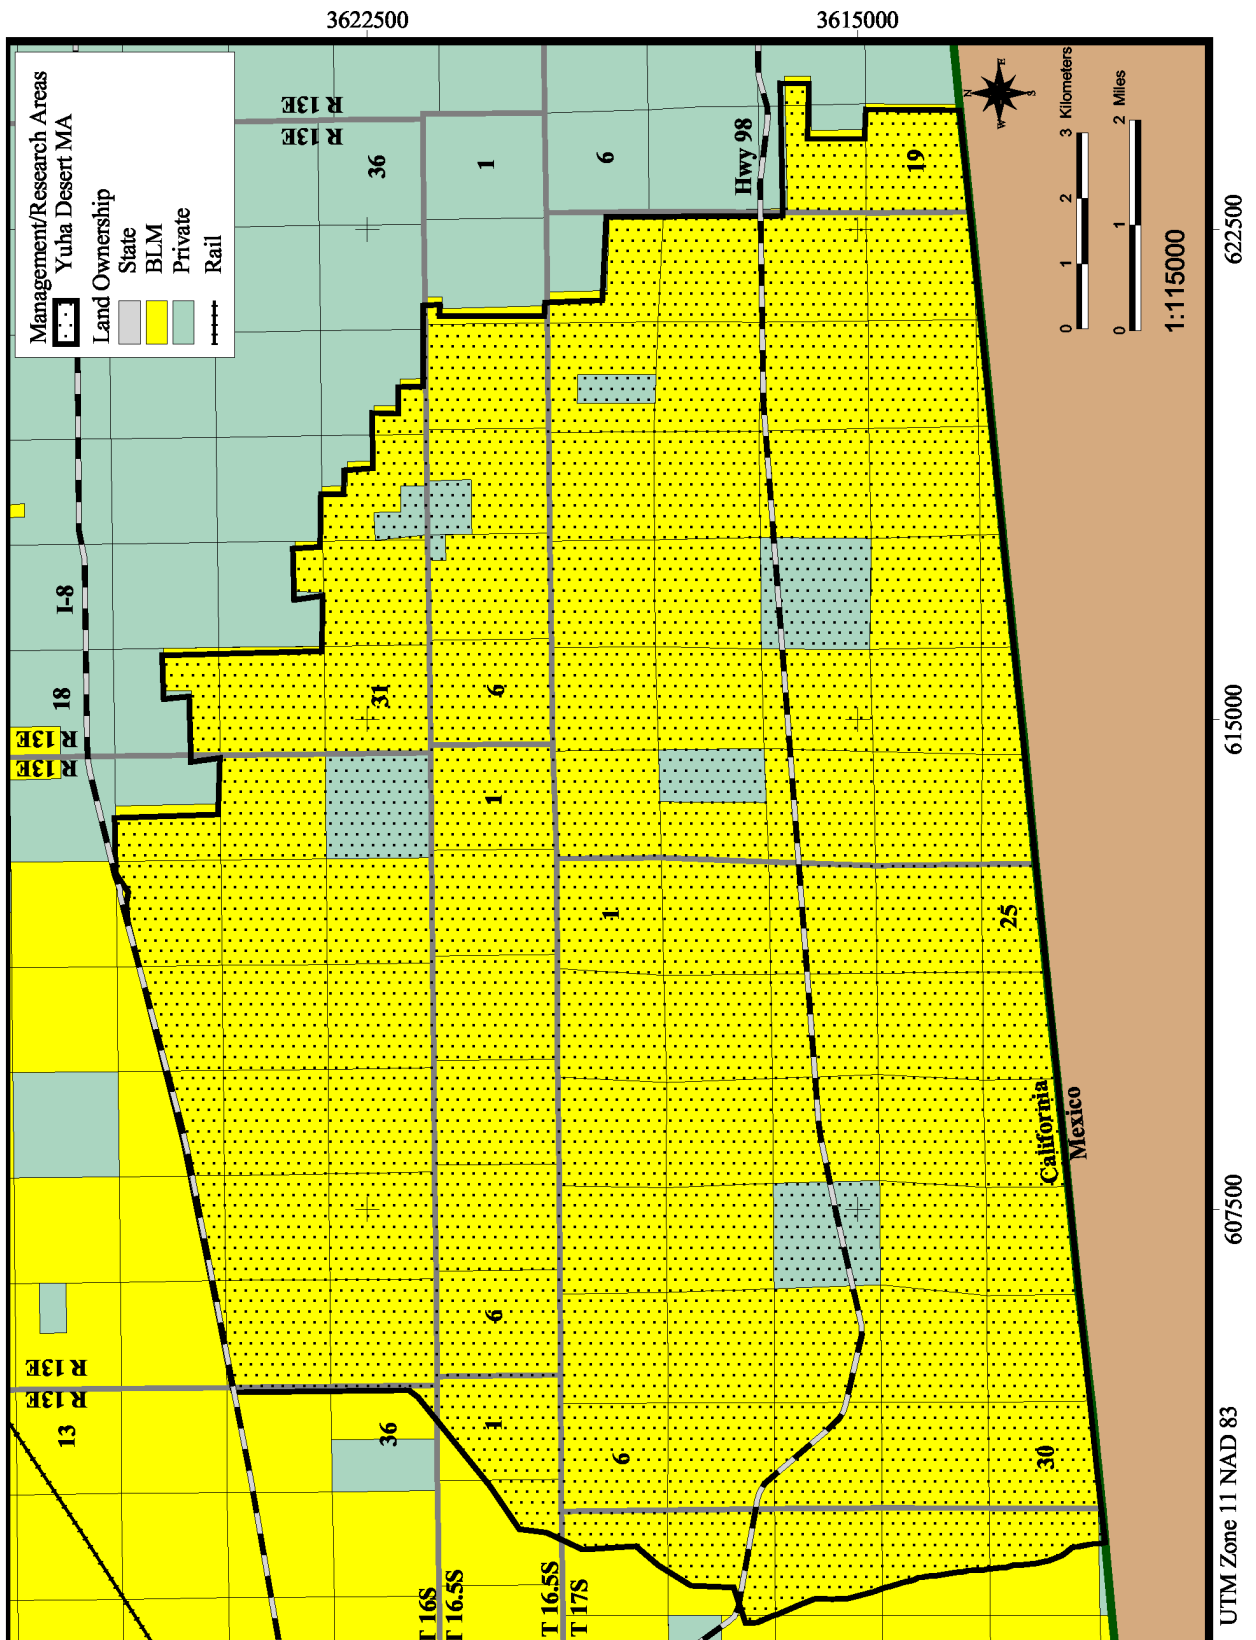 3622500
3615000
Management/Research Areas
Yuha Desert MA
Land Ownership
State
BLM
Private
Rail
R 13E
R 13E
36
1
6
Hwy 98
19
N
E
S
W
0 1 2 3 Kilometers
0 1 2 Miles
1:115000
622500
I-8
18
R 13E
R 13E
31
6
1
1
25
615000
California
Mexico
607500
R 13E
R 13E
13
36
6
1
6
30
T 16S
T 16.5S
T 16.5S
T 17S
UTM Zone 11 NAD 83